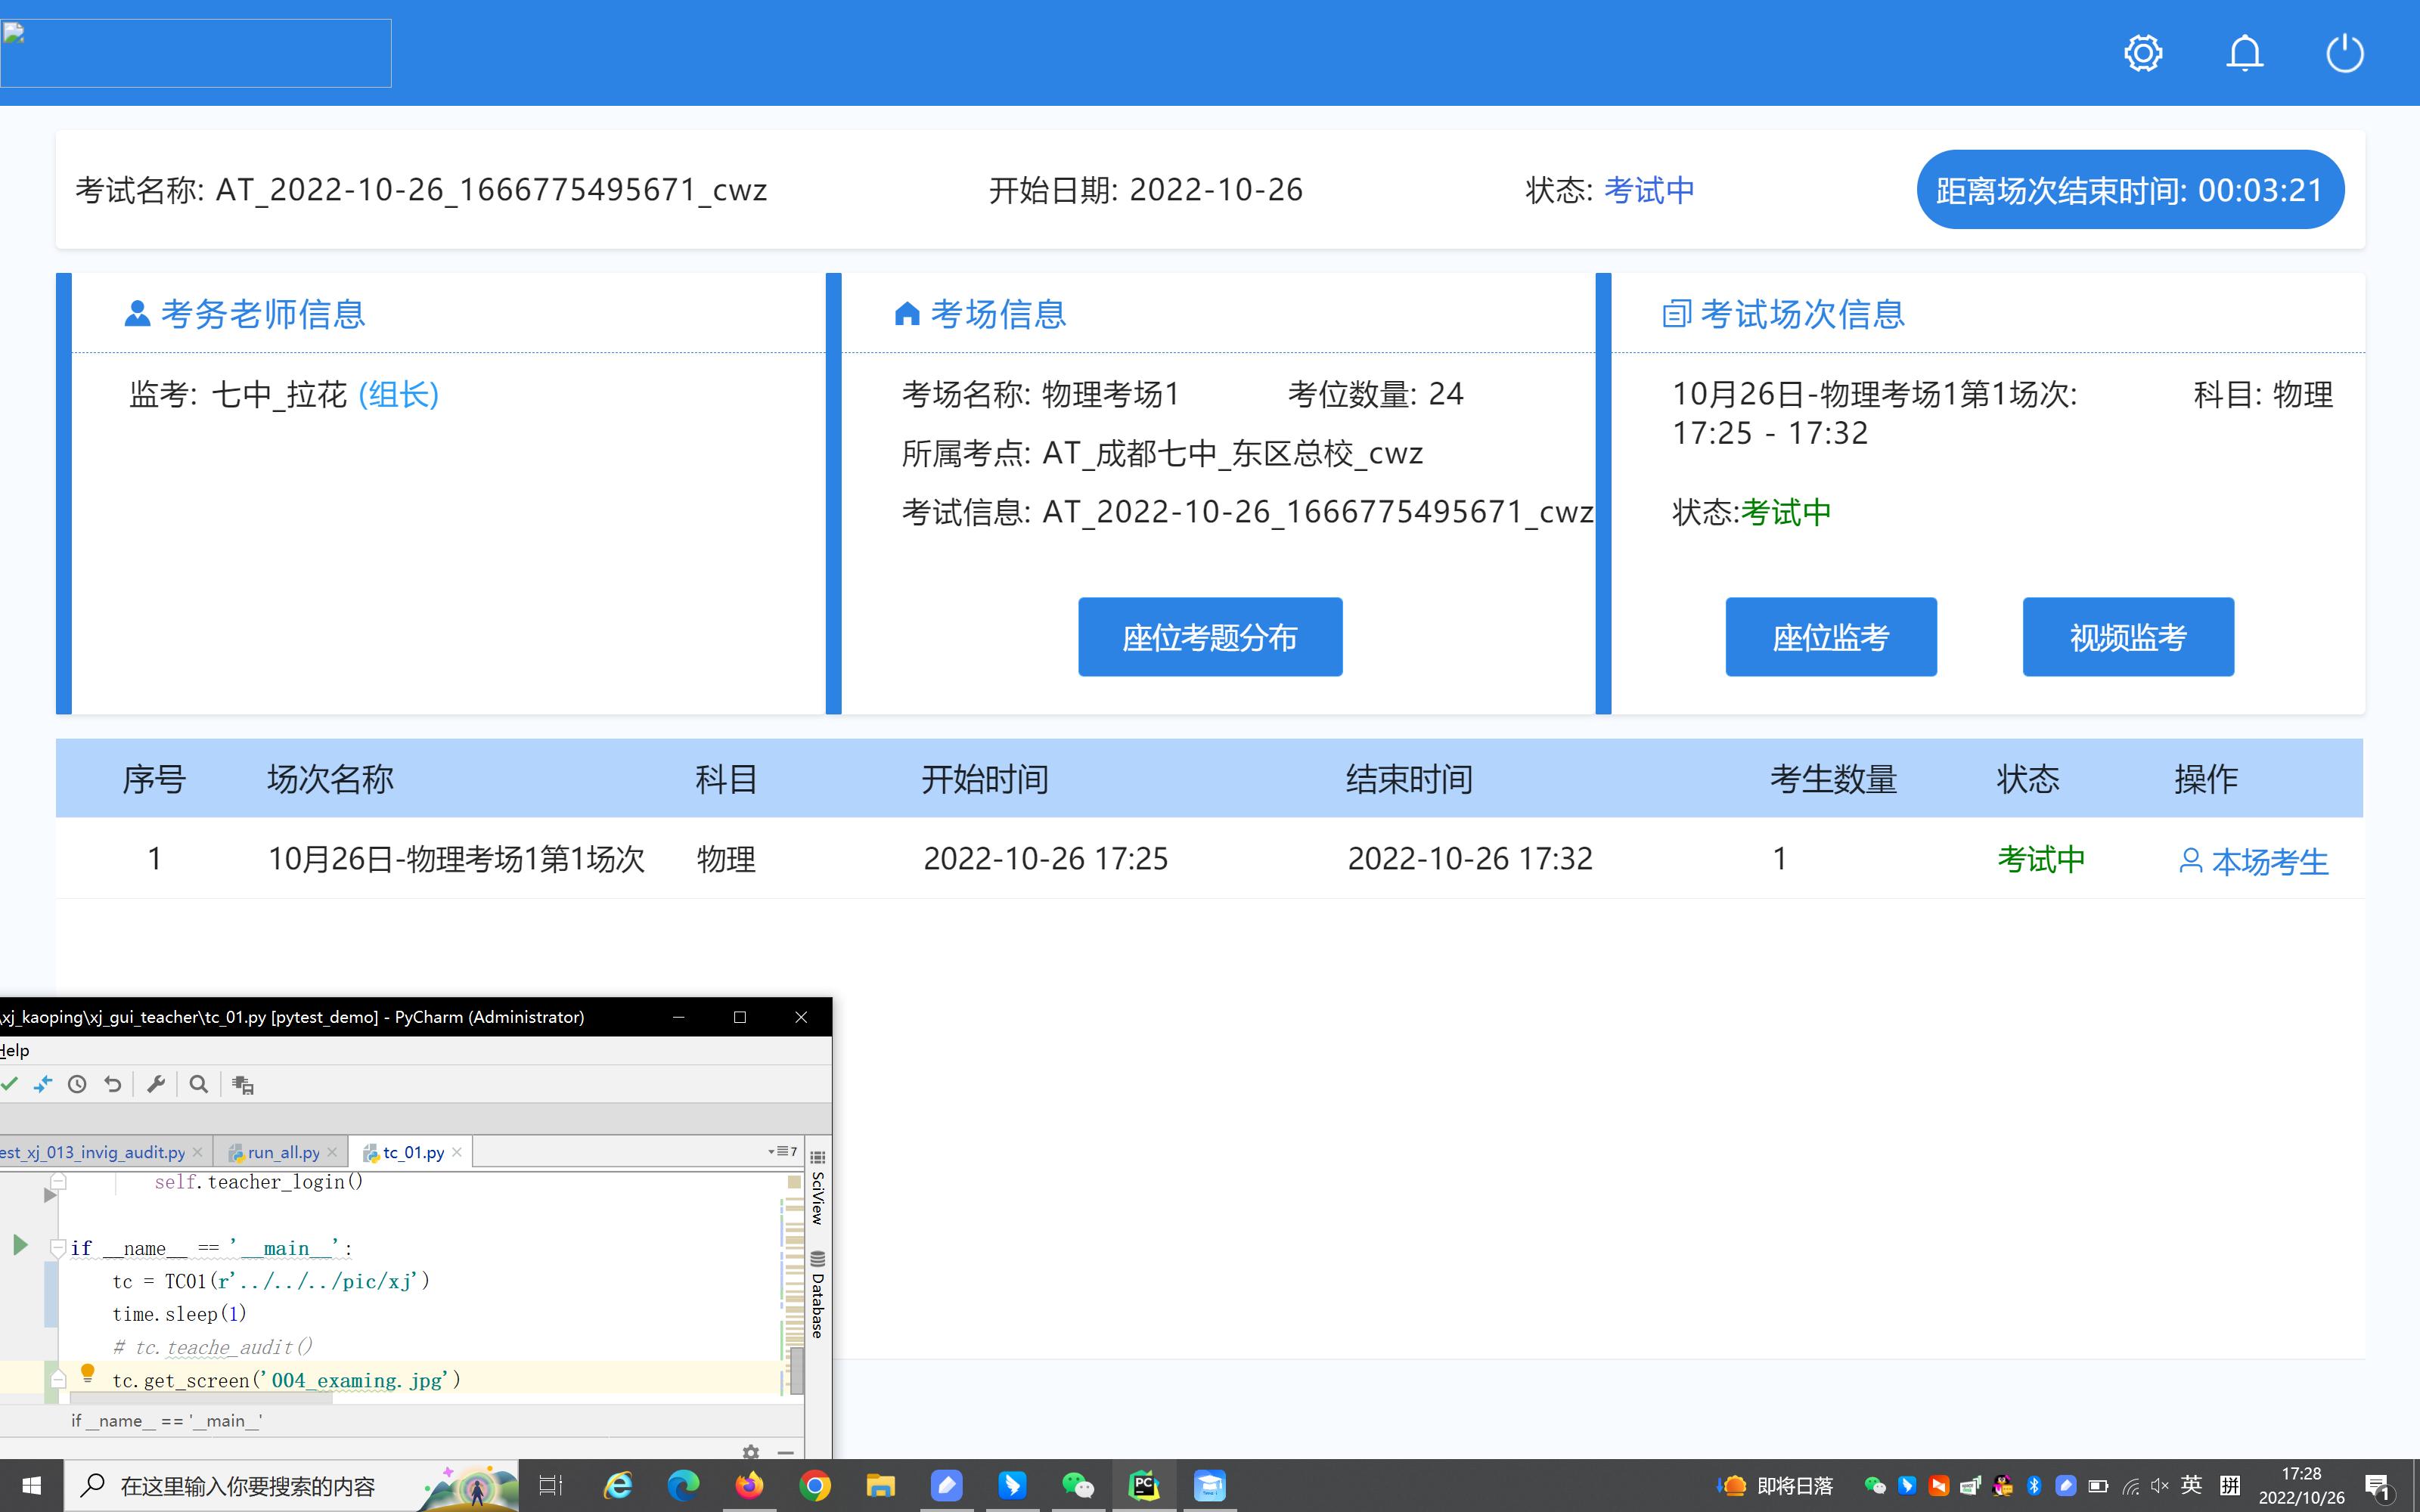 考试名称: AT_2022-10-26_1666775495671_cwz 开始日期: 2022-10-26 状态: 考试中 距离场次结束时间: 00:03:21
考务老师信息
监考: 七中_拉花 (组长)
考场信息
考场名称: 物理考场1 考位数量: 24
所属考点: AT_成都七中_东区总校_cwz
考试信息: AT_2022-10-26_1666775495671_cwz
座位考题分布
考试场次信息
10月26日-物理考场1第1场次: 科目: 物理
17:25 - 17:32
状态:考试中
座位监考 视频监考
序号 场次名称 科目 开始时间 结束时间 考生数量 状态 操作
1 10月26日-物理考场1第1场次 物理 2022-10-26 17:25 2022-10-26 17:32 1 考试中 本场考生
\xj_kaoping\xj_gui_teacher\tc_01.py [pytest_demo] - PyCharm (Administrator)
Help
est_xj_013_invig_audit.py run_all.py tc_01.py 7
self.teacher_login()
if __name__ == '__main__':
tc = TC01(r'../../../pic/xj')
time.sleep(1)
# tc.teache_audit()
tc.get_screen('004_examing.jpg')
if __name__ == '__main__'
SciView
Database
在这里输入你要搜索的内容 PC 即将日落 英 拼 17:28
2022/10/26 1